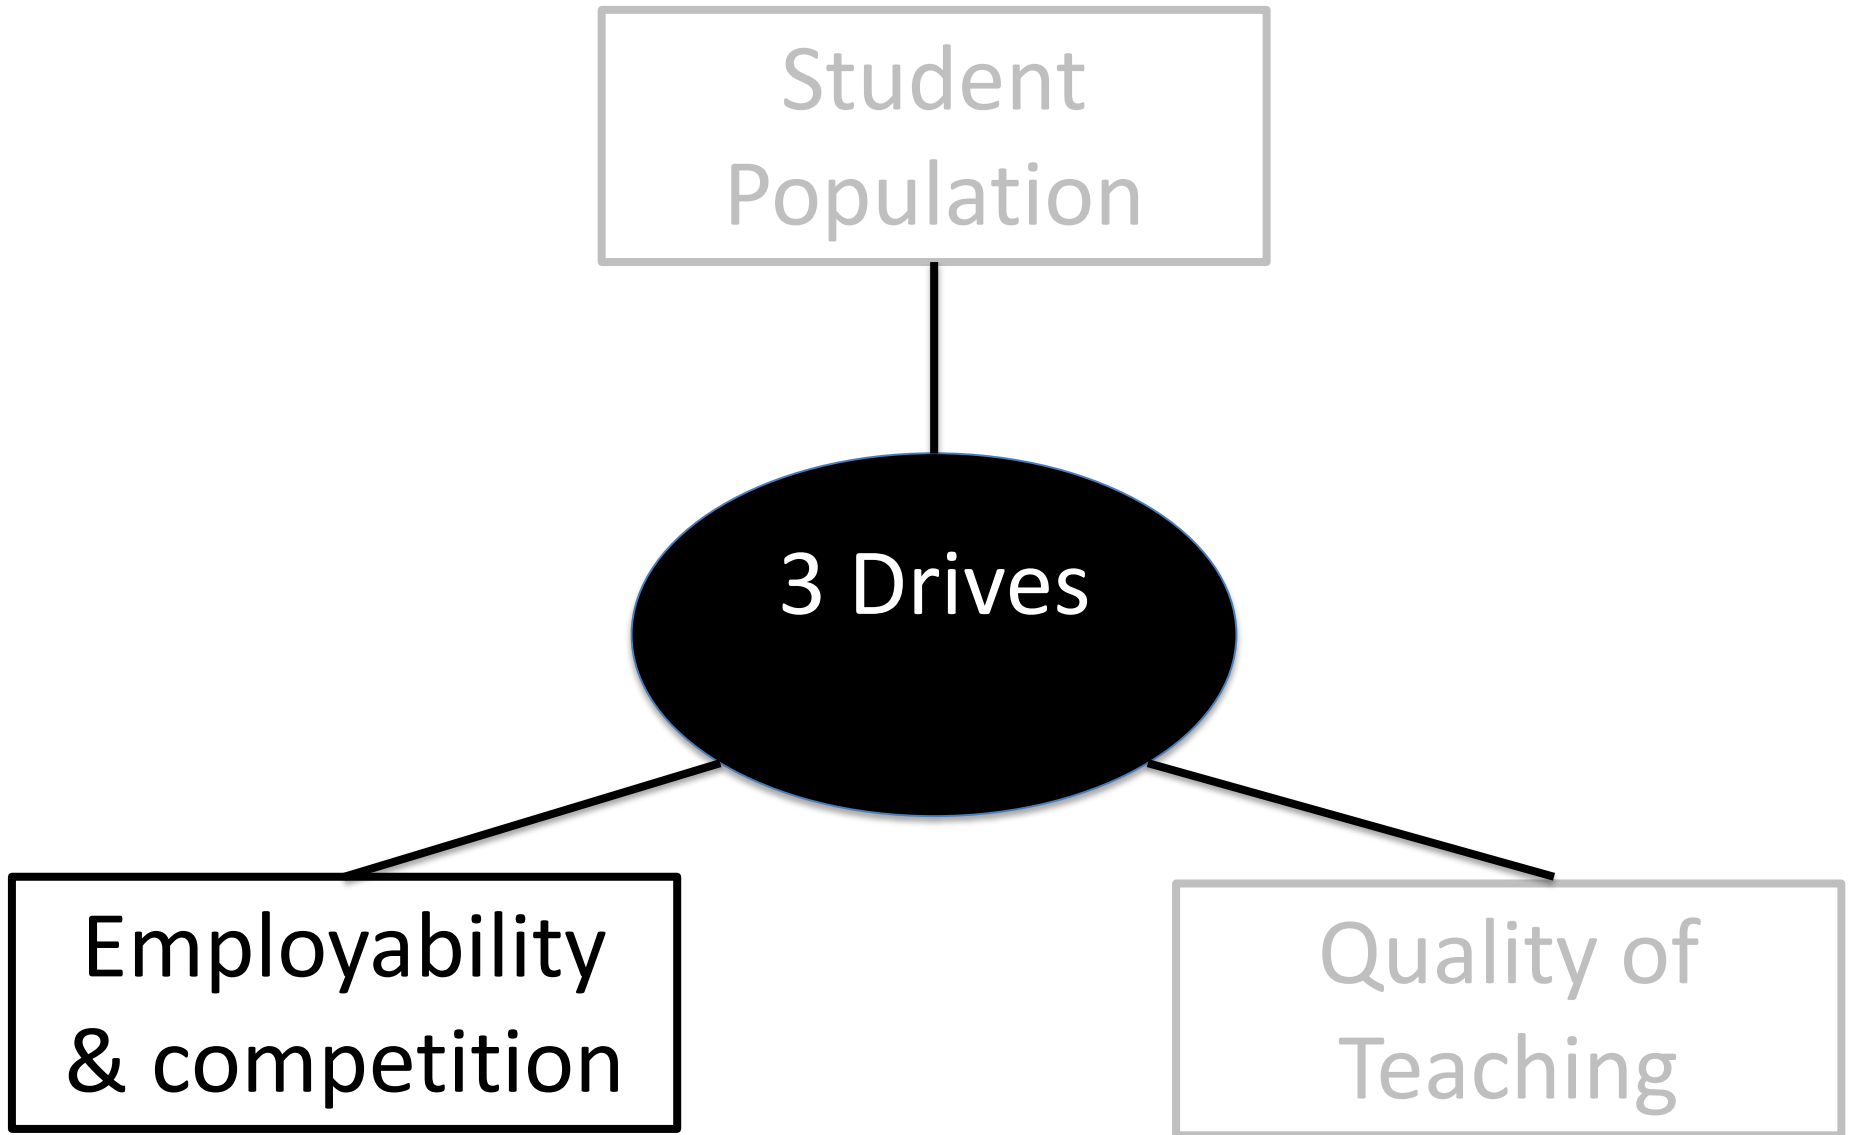 Student
Population
3 Drives
Employability
& competition
Quality of
Teaching